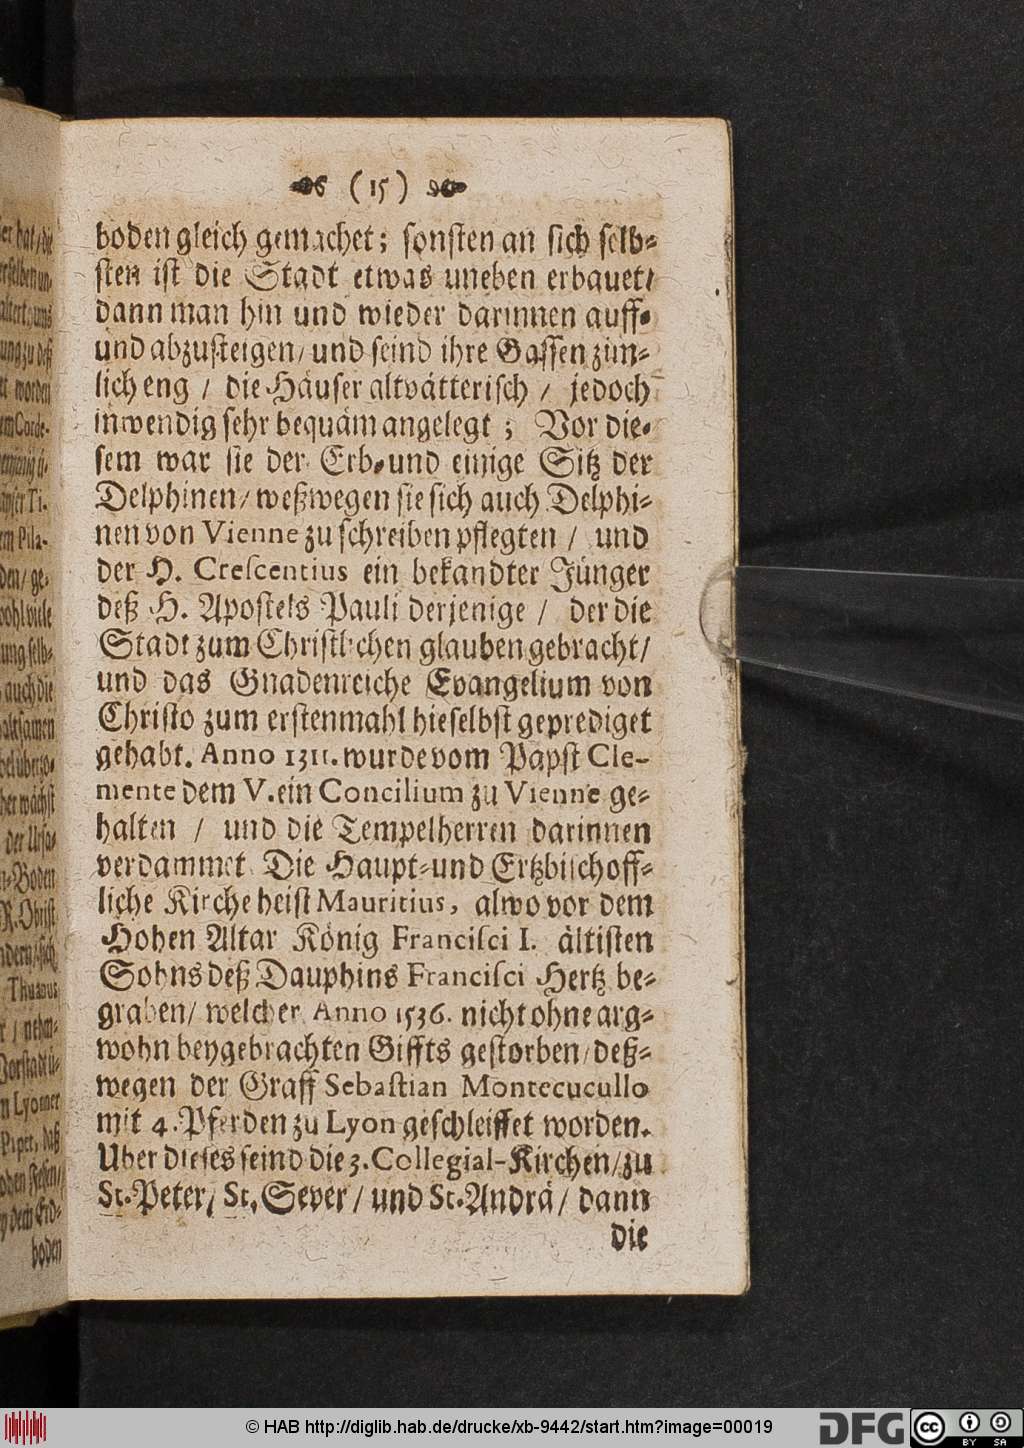 (15)
boden gleich gemachet; sonsten an sich selb-
sten ist die Stadt etwas uneben erbauet/
dann man hin und wieder darinnen auff-
und abzusteigen/ und seind ihre Gassen zim-
lich eng / die Häuser altvätterisch / jedoch
inwendig sehr bequäm angelegt ; Vor die-
sem war sie der Erb-und einige Sitz der
Delphinen/ weßwegen sie sich auch Delphi-
nen von Vienne zu schreiben pflegten / und
der H. Crescentius ein bekandter Jünger
deß H. Apostels Pauli derjenige / der die
Stadt zum Christlichen glauben gebracht/
und das Gnadenreiche Evangelium von
Christo zum erstenmahl hieselbst geprediget
gehabt. Anno 1311. wurde vom Papst Cle-
mente dem V. ein Concilium zu Vienne ge-
halten / und die Tempelherren darinnen
verdammet. Die Haupt-und Ertzbischoff-
liche Kirche heist Mauritius, alwo vor dem
Hohen Altar König Francisci I. ältisten
Sohns deß Dauphins Francisci Hertz be-
graben/ welcher Anno 1536. nicht ohne arg-
wohn beygebrachten Giffts gestorben/ deß-
wegen der Graff Sebastian Montecucullo
mit 4. Pferden zu Lyon geschleiffet worden.
Uber dieses seind die 3. Collegial-Kirchen/ zu
St. Peter/ St. Sever / und St. Andrä / dann
die
© HAB http://diglib.hab.de/drucke/xb-9442/start.htm?image=00019
DFG
cc BY SA